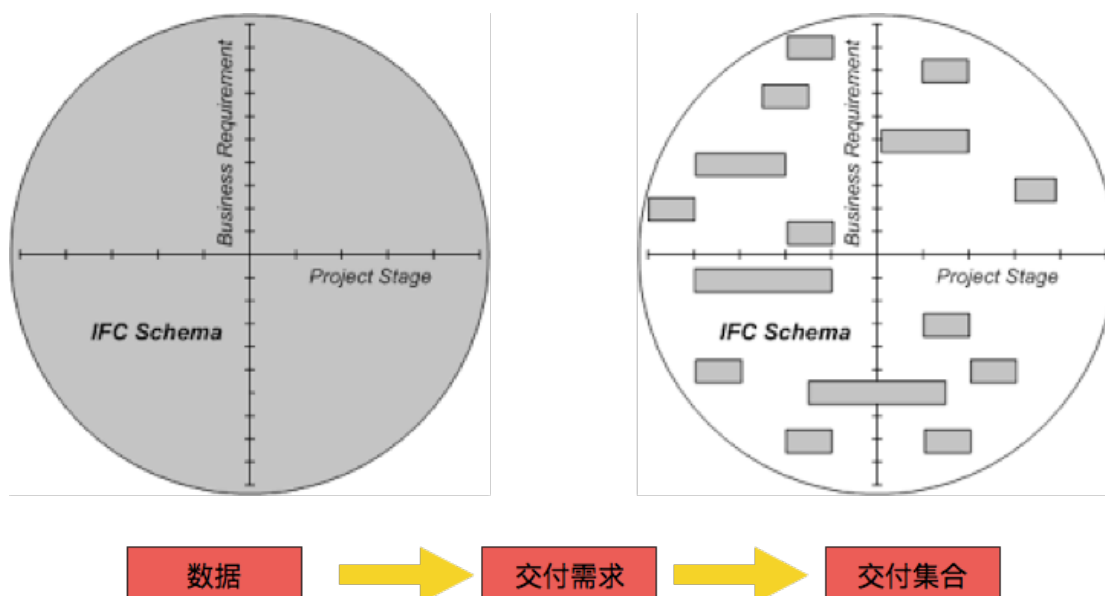 Business Requirement
Project Stage
IFC Schema
Business Requirement
Project Stage
IFC Schema
数据
交付需求
交付集合